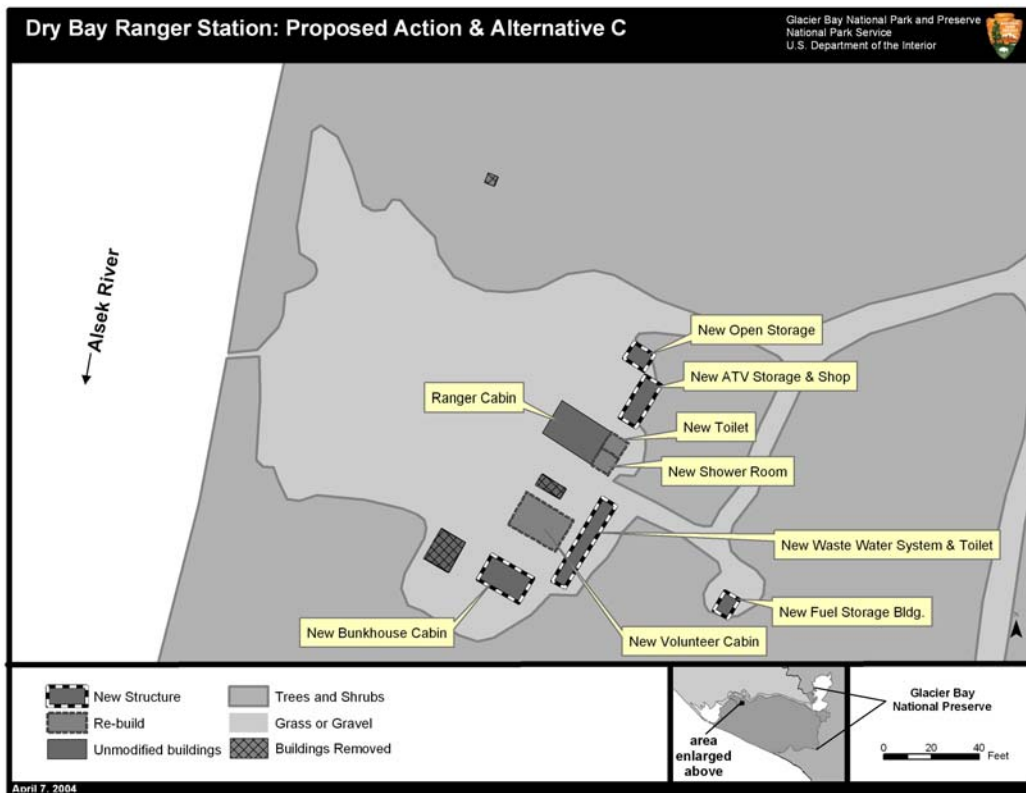 Dry Bay Ranger Station: Proposed Action & Alternative C
Glacier Bay National Park and Preserve
National Park Service
U.S. Department of the Interior
Alsek River
New Open Storage
New ATV Storage & Shop
Ranger Cabin
New Toilet
New Shower Room
New Waste Water System & Toilet
New Fuel Storage Bldg.
New Bunkhouse Cabin
New Volunteer Cabin
New Structure
Re-build
Unmodified buildings
Trees and Shrubs
Grass or Gravel
Buildings Removed
area
enlarged
above
Glacier Bay
National Preserve
0 20 40 Feet
April 7, 2004